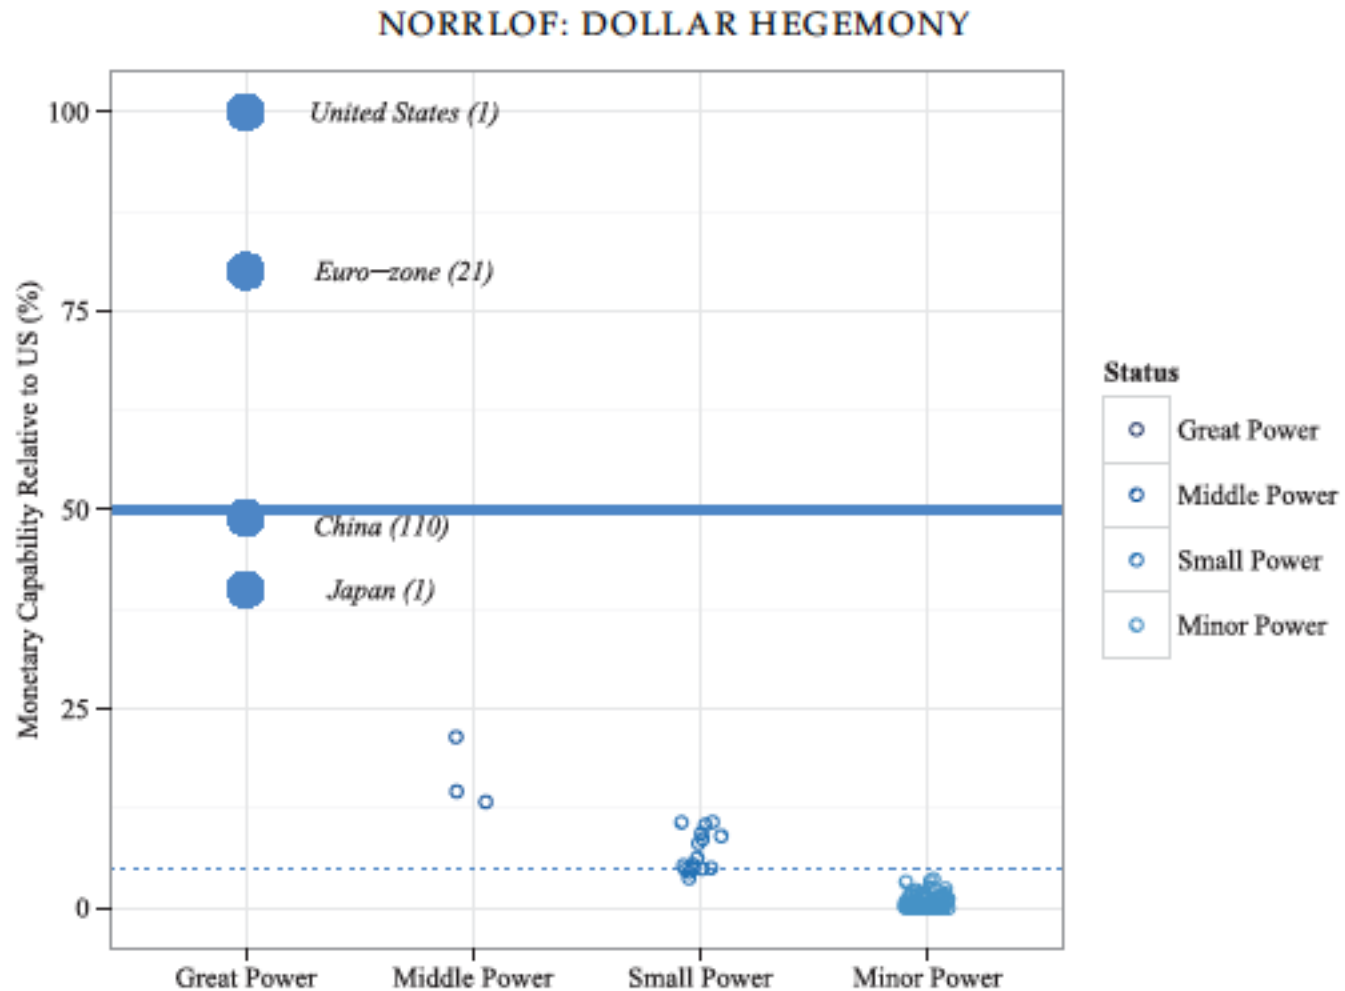 NORRLOF: DOLLAR HEGEMONY
Monetary Capability Relative to US (%)
100
75
50
25
0
United States (1)
Euro−zone (21)
China (110)
Japan (1)
Great Power
Middle Power
Small Power
Minor Power
Status
Great Power
Middle Power
Small Power
Minor Power